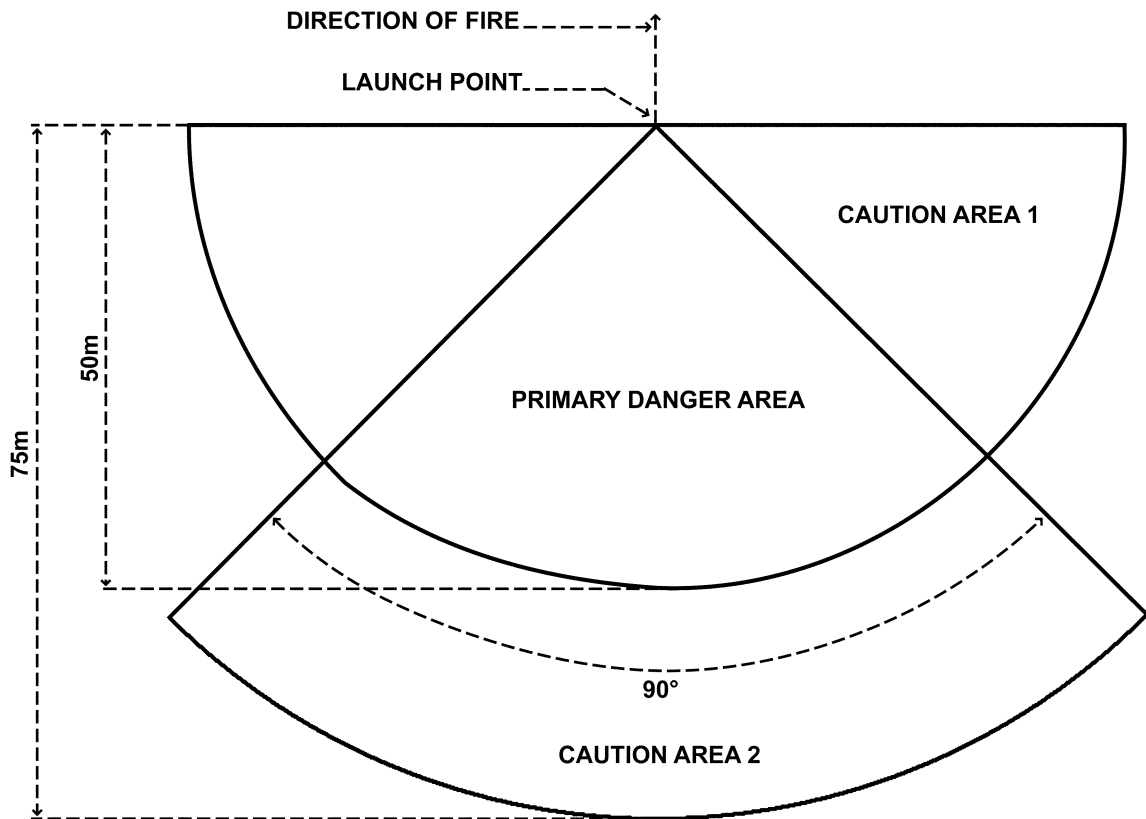 DIRECTION OF FIRE
LAUNCH POINT
CAUTION AREA 1
50m
PRIMARY DANGER AREA
75m
90°
CAUTION AREA 2